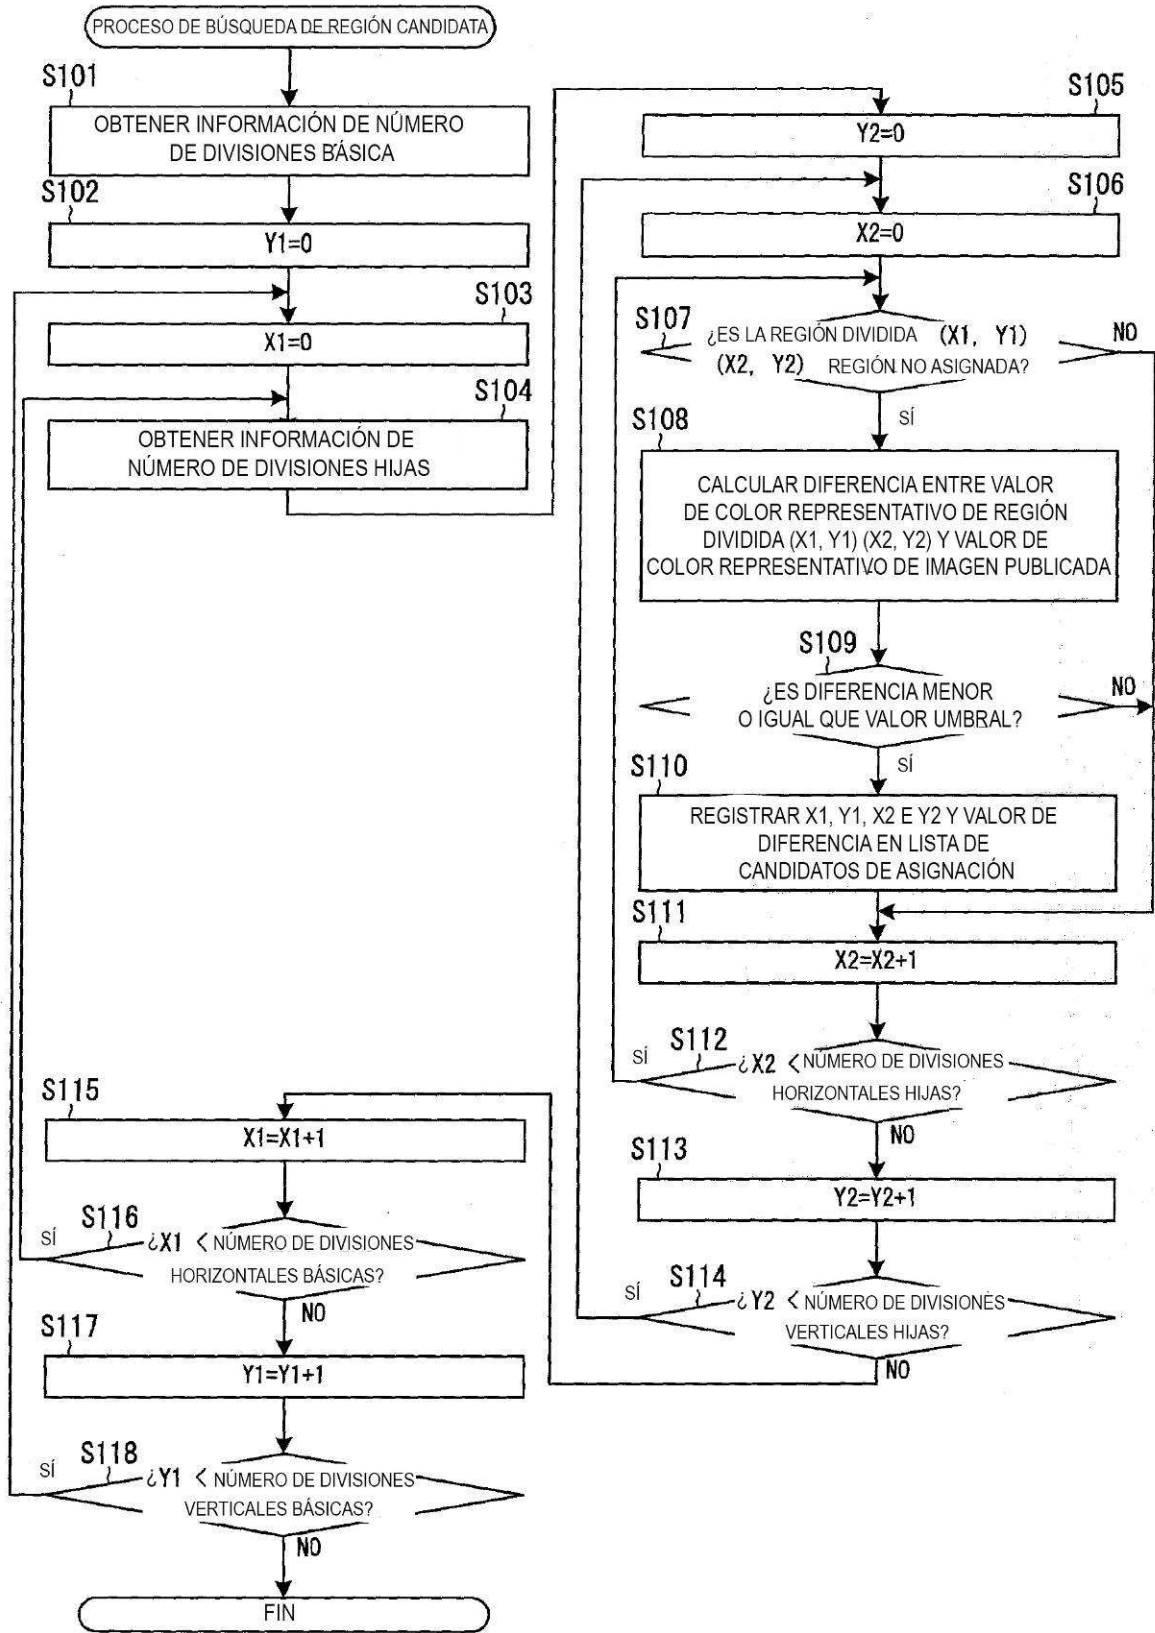 PROCESO DE BÚSQUEDA DE REGIÓN CANDIDATA
S101
OBTENER INFORMACIÓN DE NÚMERO
DE DIVISIONES BÁSICA
S102
Y1=0
S103
X1=0
S104
OBTENER INFORMACIÓN DE
NÚMERO DE DIVISIONES HIJAS
S105
Y2=0
S106
X2=0
S107
¿ES LA REGIÓN DIVIDIDA (X1, Y1)
(X2, Y2) REGIÓN NO ASIGNADA?
NO
SÍ
S108
CALCULAR DIFERENCIA ENTRE VALOR
DE COLOR REPRESENTATIVO DE REGIÓN
DIVIDIDA (X1, Y1) (X2, Y2) Y VALOR DE
COLOR REPRESENTATIVO DE IMAGEN PUBLICADA
S109
¿ES DIFERENCIA MENOR
O IGUAL QUE VALOR UMBRAL?
NO
SÍ
S110
REGISTRAR X1, Y1, X2 E Y2 Y VALOR DE
DIFERENCIA EN LISTA DE
CANDIDATOS DE ASIGNACIÓN
S111
X2=X2+1
S112
SÍ
¿X2 < NÚMERO DE DIVISIONES
HORIZONTALES HIJAS?
NO
S113
Y2=Y2+1
S114
SÍ
¿Y2 < NÚMERO DE DIVISIONES
VERTICALES HIJAS?
NO
S115
X1=X1+1
S116
SÍ
¿X1 < NÚMERO DE DIVISIONES
HORIZONTALES BÁSICAS?
NO
S117
Y1=Y1+1
S118
SÍ
¿Y1 < NÚMERO DE DIVISIONES
VERTICALES BÁSICAS?
NO
FIN